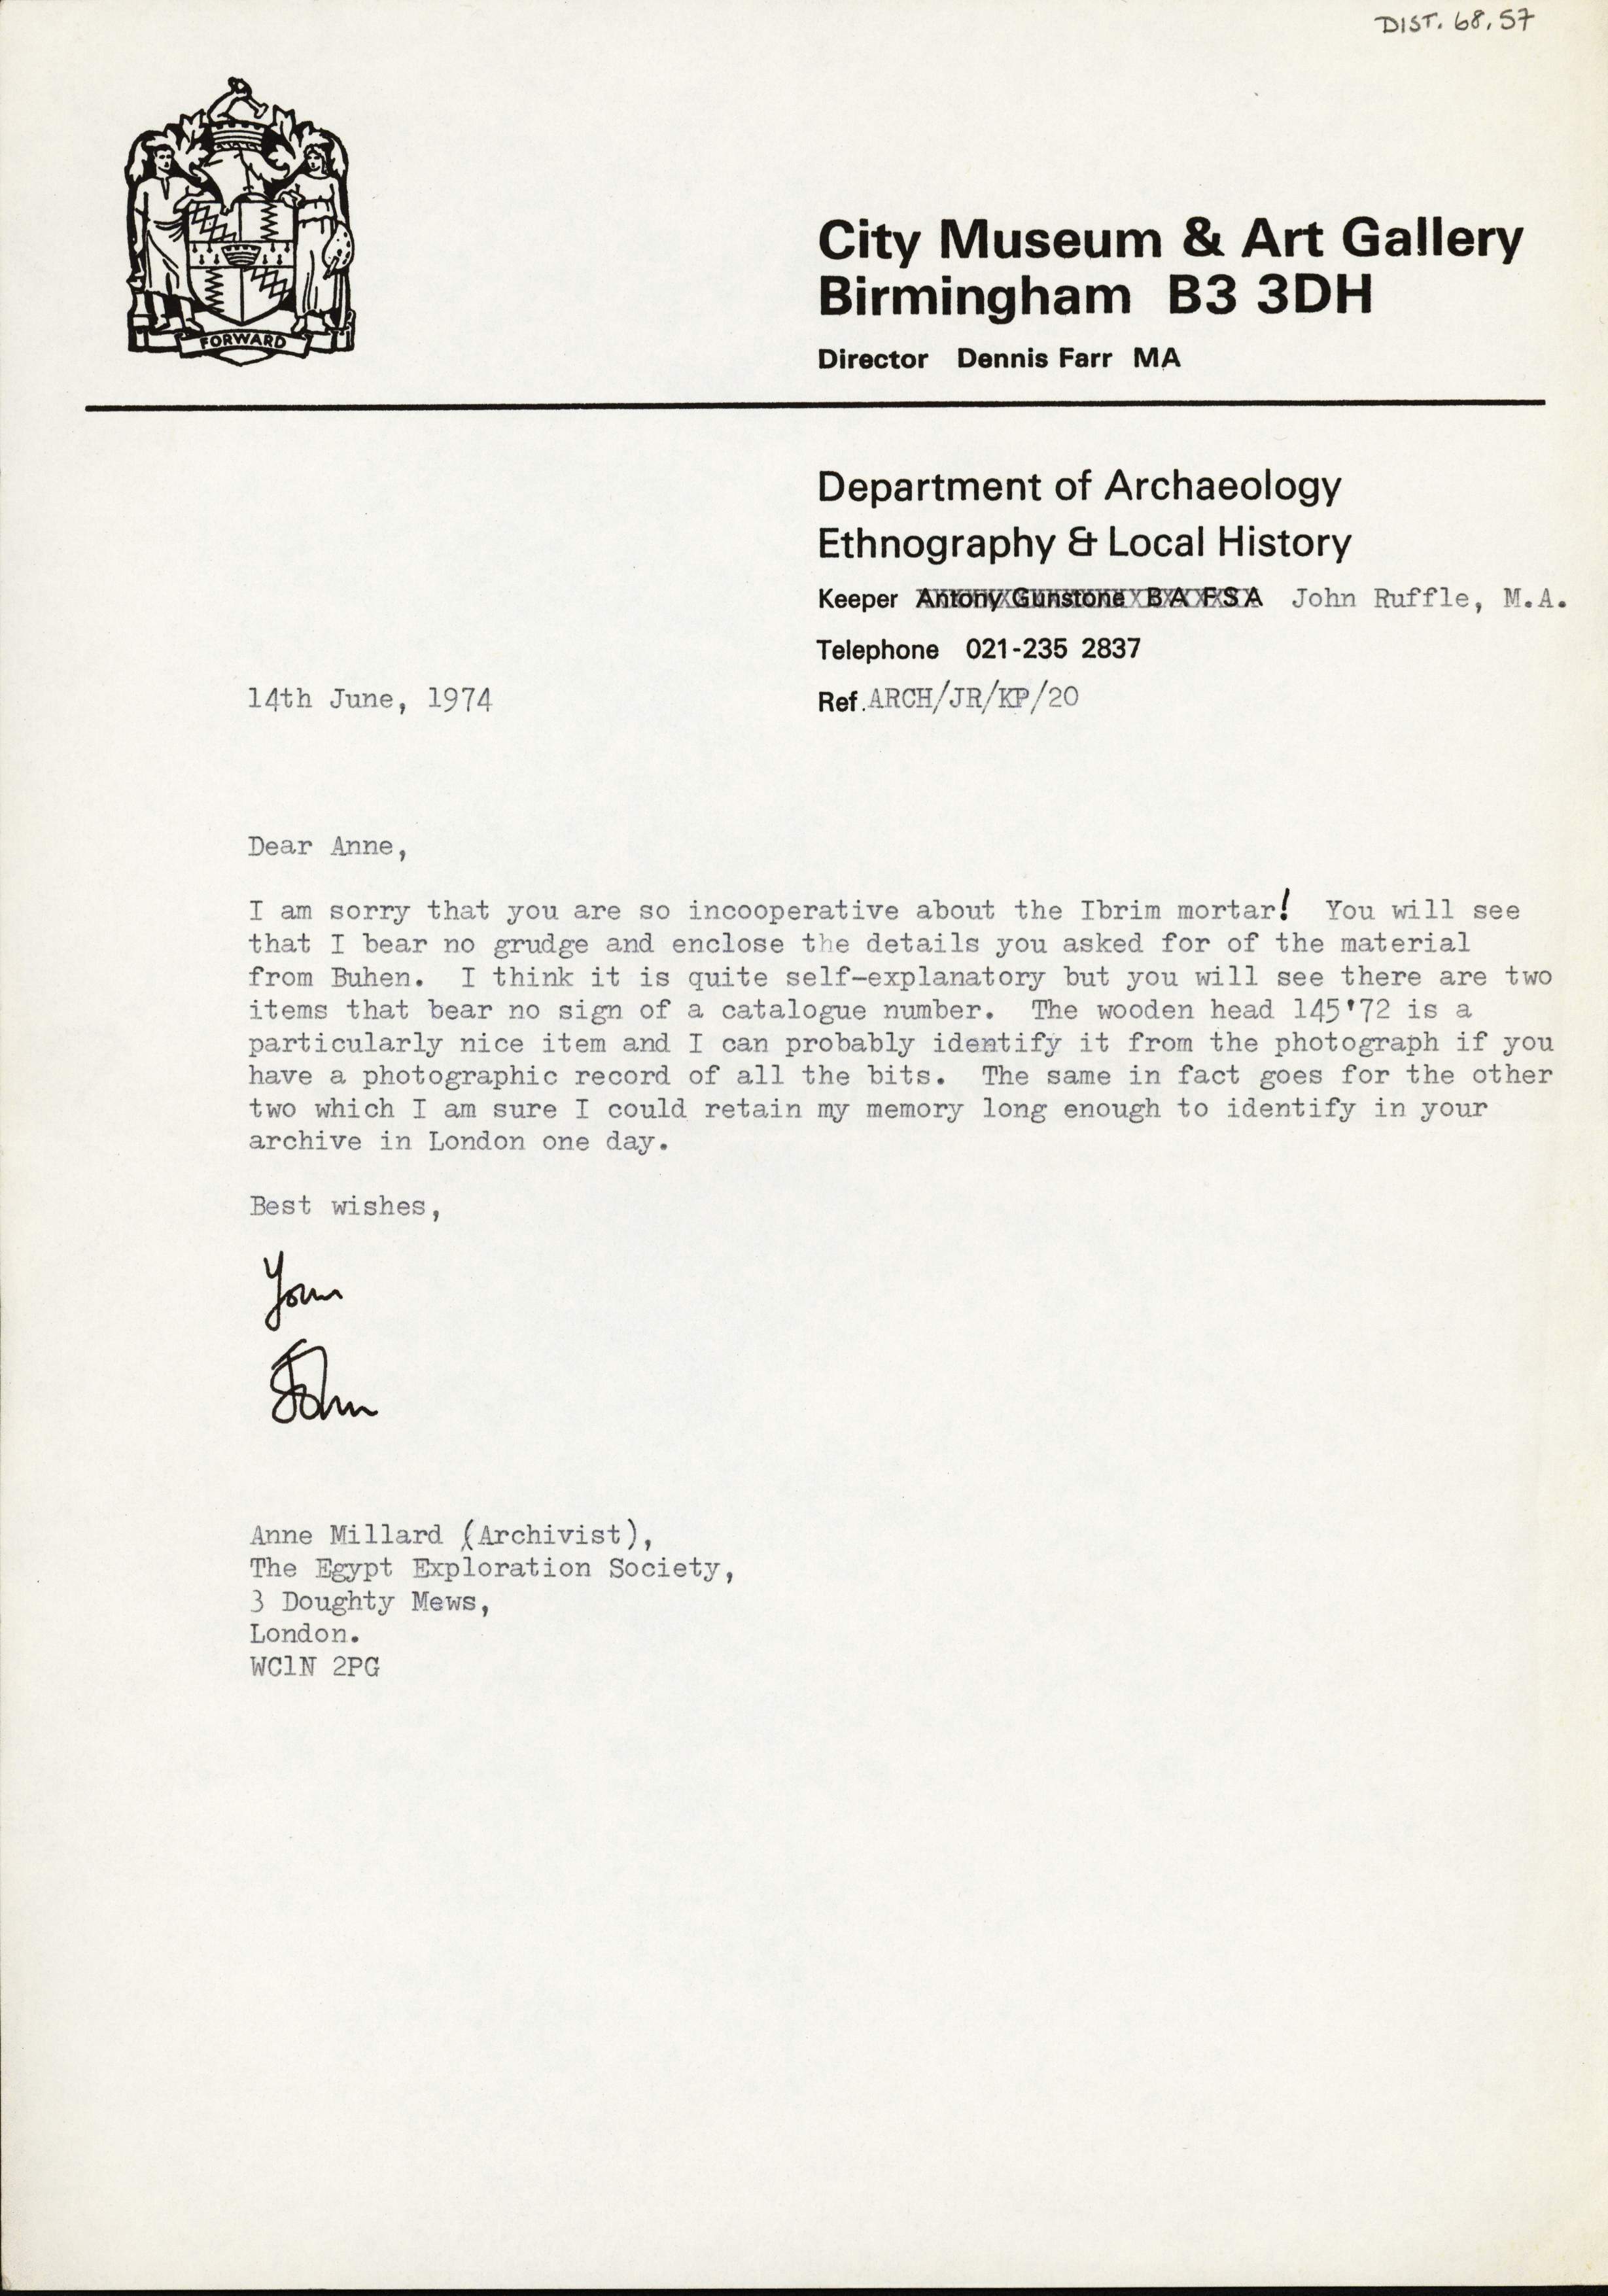 DIST. 68.57
FORWARD
City Museum & Art Gallery
Birmingham B3 3DH
Director Dennis Farr MA
Department of Archaeology
Ethnography & Local History
Keeper Antony Gunstone BA FSA John Ruffle, M.A.
Telephone 021-235 2837
14th June, 1974
Ref. ARCH/JR/KP/20
Dear Anne,
I am sorry that you are so incooperative about the Ibrim mortar! You will see
that I bear no grudge and enclose the details you asked for of the material
from Buhen. I think it is quite self-explanatory but you will see there are two
items that bear no sign of a catalogue number. The wooden head 145'72 is a
particularly nice item and I can probably identify it from the photograph if you
have a photographic record of all the bits. The same in fact goes for the other
two which I am sure I could retain my memory long enough to identify in your
archive in London one day.
Best wishes,
Yours
John
Anne Millard (Archivist),
The Egypt Exploration Society,
3 Doughty Mews,
London.
WC1N 2PG